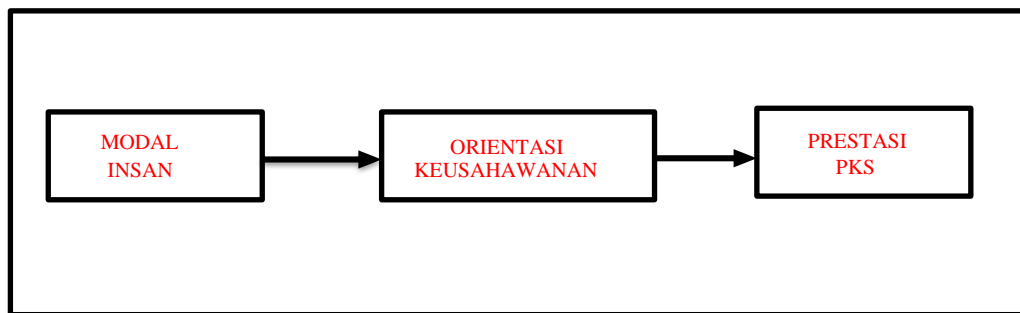 MODAL
INSAN
ORIENTASI
KEUSAHAWANAN
PRESTASI
PKS